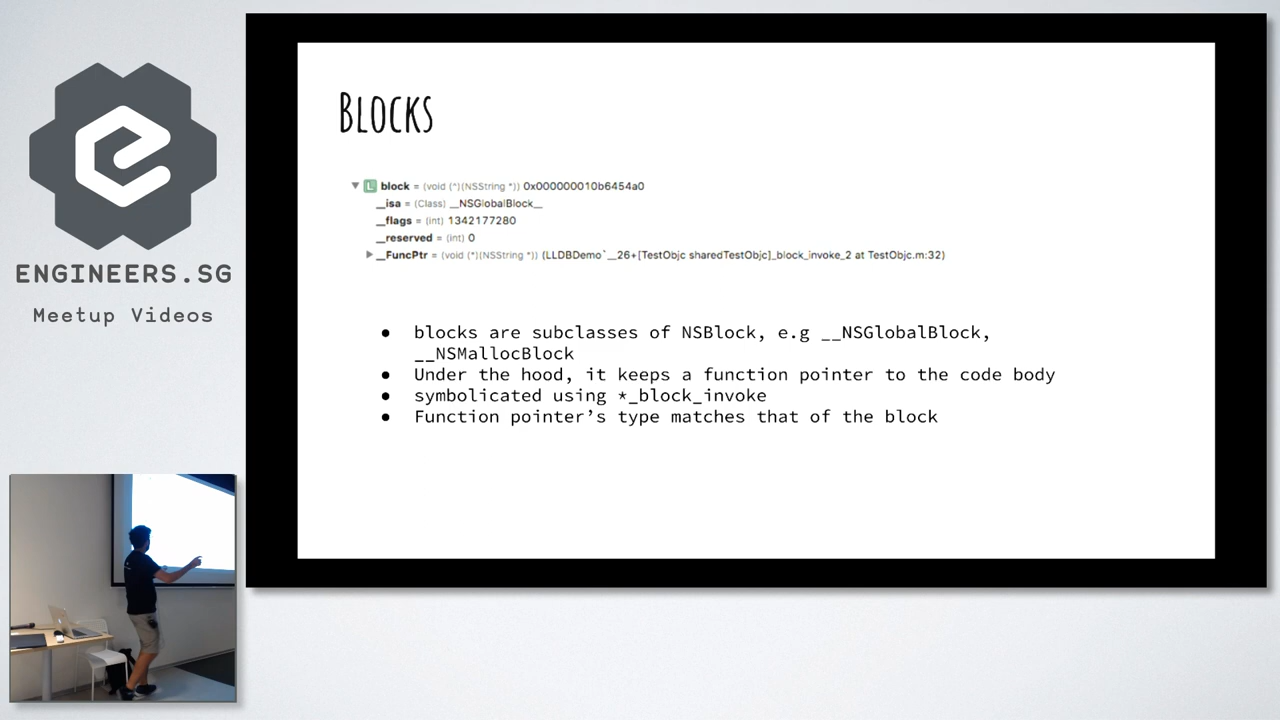 ENGINEERS.SG
Meetup Videos
BLOCKS
L block = (void (^)(NSString *)) 0x000000010b6454a0
__isa = (Class) __NSGlobalBlock__
__flags = (int) 1342177280
__reserved = (int) 0
__FuncPtr = (void (*)(NSString *)) (LLDBDemo`__26+[TestObjc sharedTestObjc]_block_invoke_2 at TestObjc.m:32)
● blocks are subclasses of NSBlock, e.g __NSGlobalBlock,
__NSMallocBlock
● Under the hood, it keeps a function pointer to the code body
● symbolicated using *_block_invoke
● Function pointer’s type matches that of the block